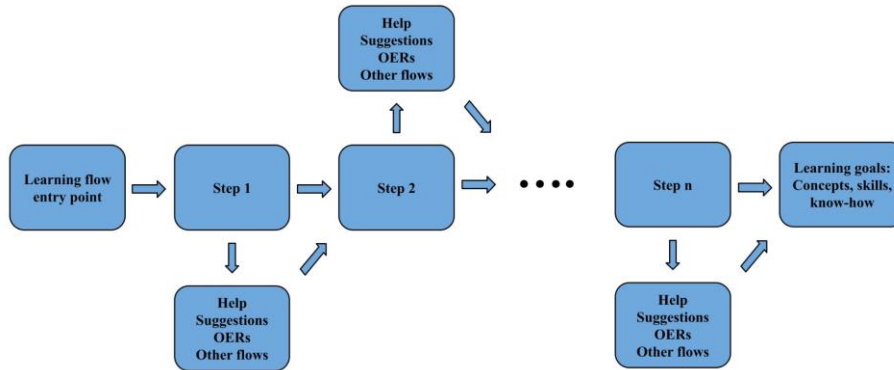 Help
Suggestions
OERs
Other flows
Learning flow
entry point
Step 1
Step 2
Step n
Learning goals:
Concepts, skills,
know-how
Help
Suggestions
OERs
Other flows
Help
Suggestions
OERs
Other flows